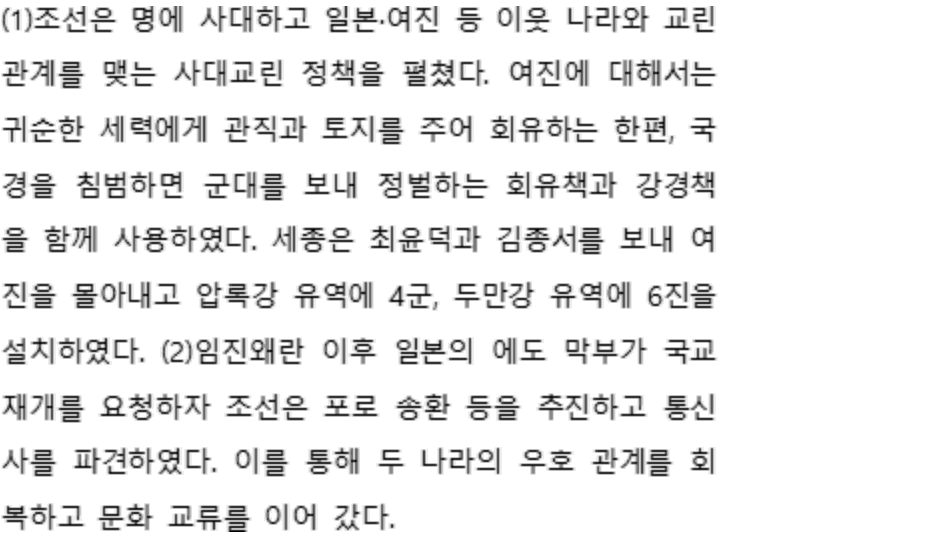 (1)조선은 명에 사대하고 일본·여진 등 이웃 나라와 교린
관계를 맺는 사대교린 정책을 펼쳤다. 여진에 대해서는
귀순한 세력에게 관직과 토지를 주어 회유하는 한편, 국
경을 침범하면 군대를 보내 정벌하는 회유책과 강경책
을 함께 사용하였다. 세종은 최윤덕과 김종서를 보내 여
진을 몰아내고 압록강 유역에 4군, 두만강 유역에 6진을
설치하였다. (2)임진왜란 이후 일본의 에도 막부가 국교
재개를 요청하자 조선은 포로 송환 등을 추진하고 통신
사를 파견하였다. 이를 통해 두 나라의 우호 관계를 회
복하고 문화 교류를 이어 갔다.